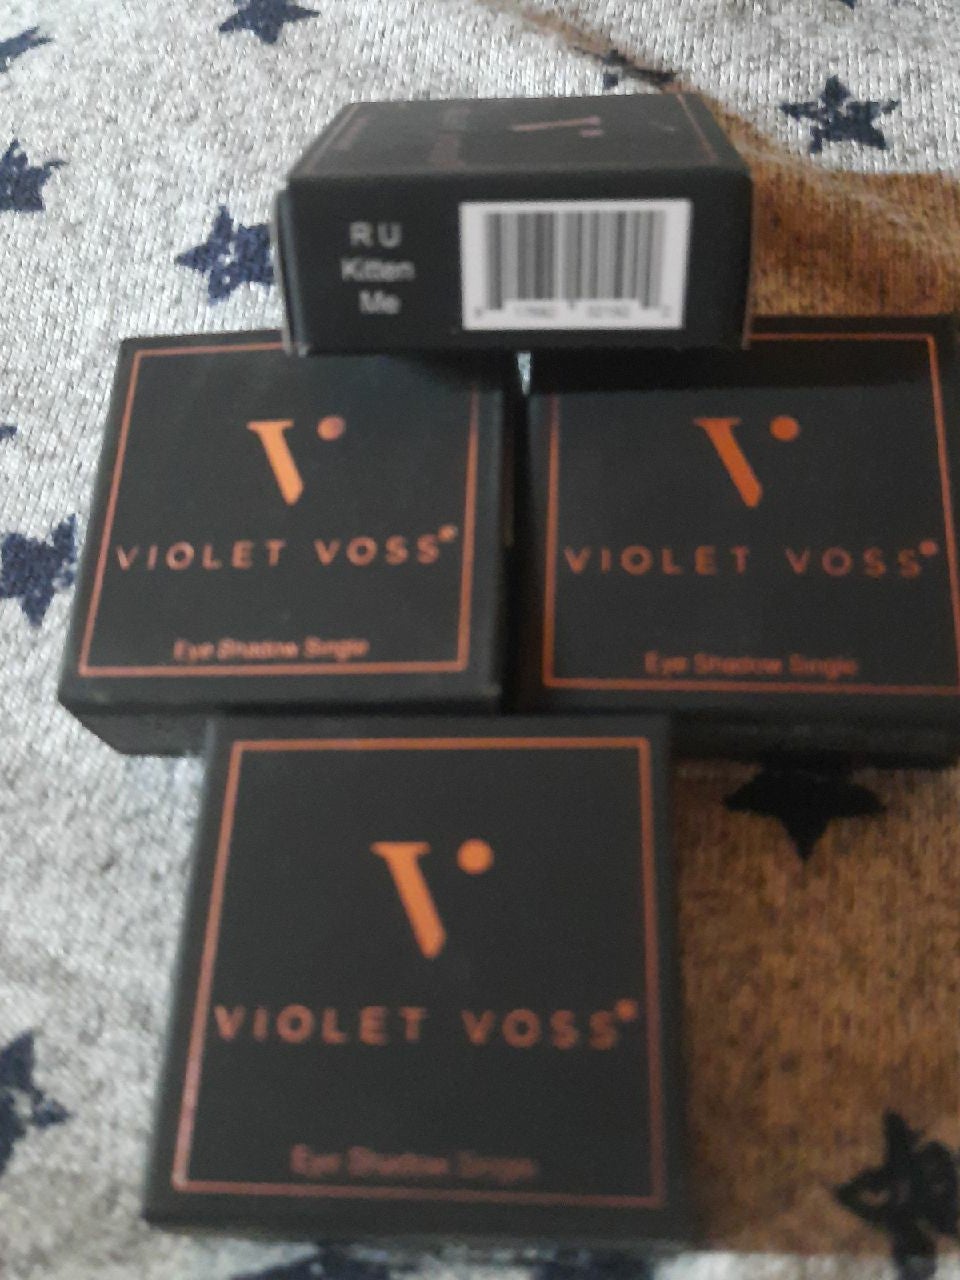 R U
Kitten
Me
V
VIOLET VOSS
Eye Shadow Single
V
VIOLET VOSS
Eye Shadow Single
V
VIOLET VOSS
Eye Shadow Single